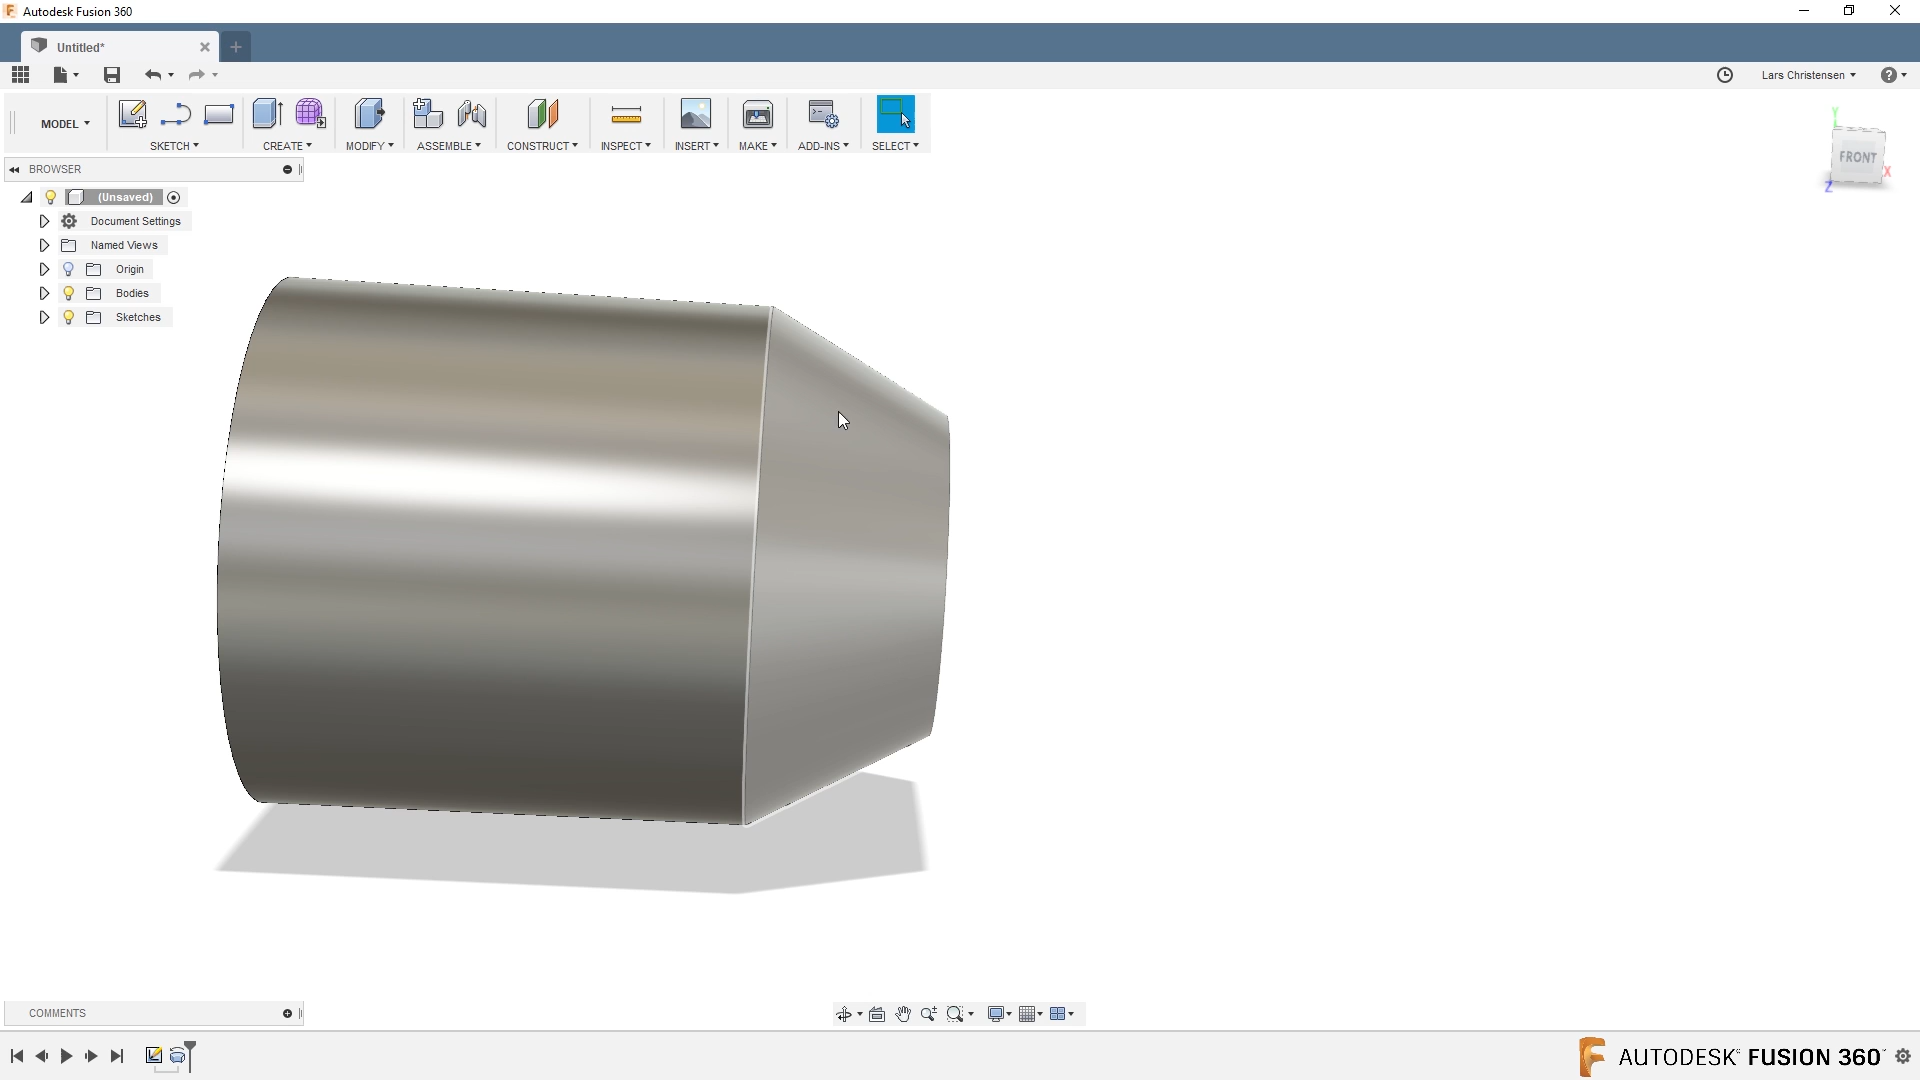 Autodesk Fusion 360
Untitled*
Lars Christensen
MODEL
SKETCH
CREATE
MODIFY
ASSEMBLE
CONSTRUCT
INSPECT
INSERT
MAKE
ADD-INS
SELECT
Y
FRONT
X
Z
BROWSER
(Unsaved)
Document Settings
Named Views
Origin
Bodies
Sketches
COMMENTS
AUTODESK® FUSION 360™